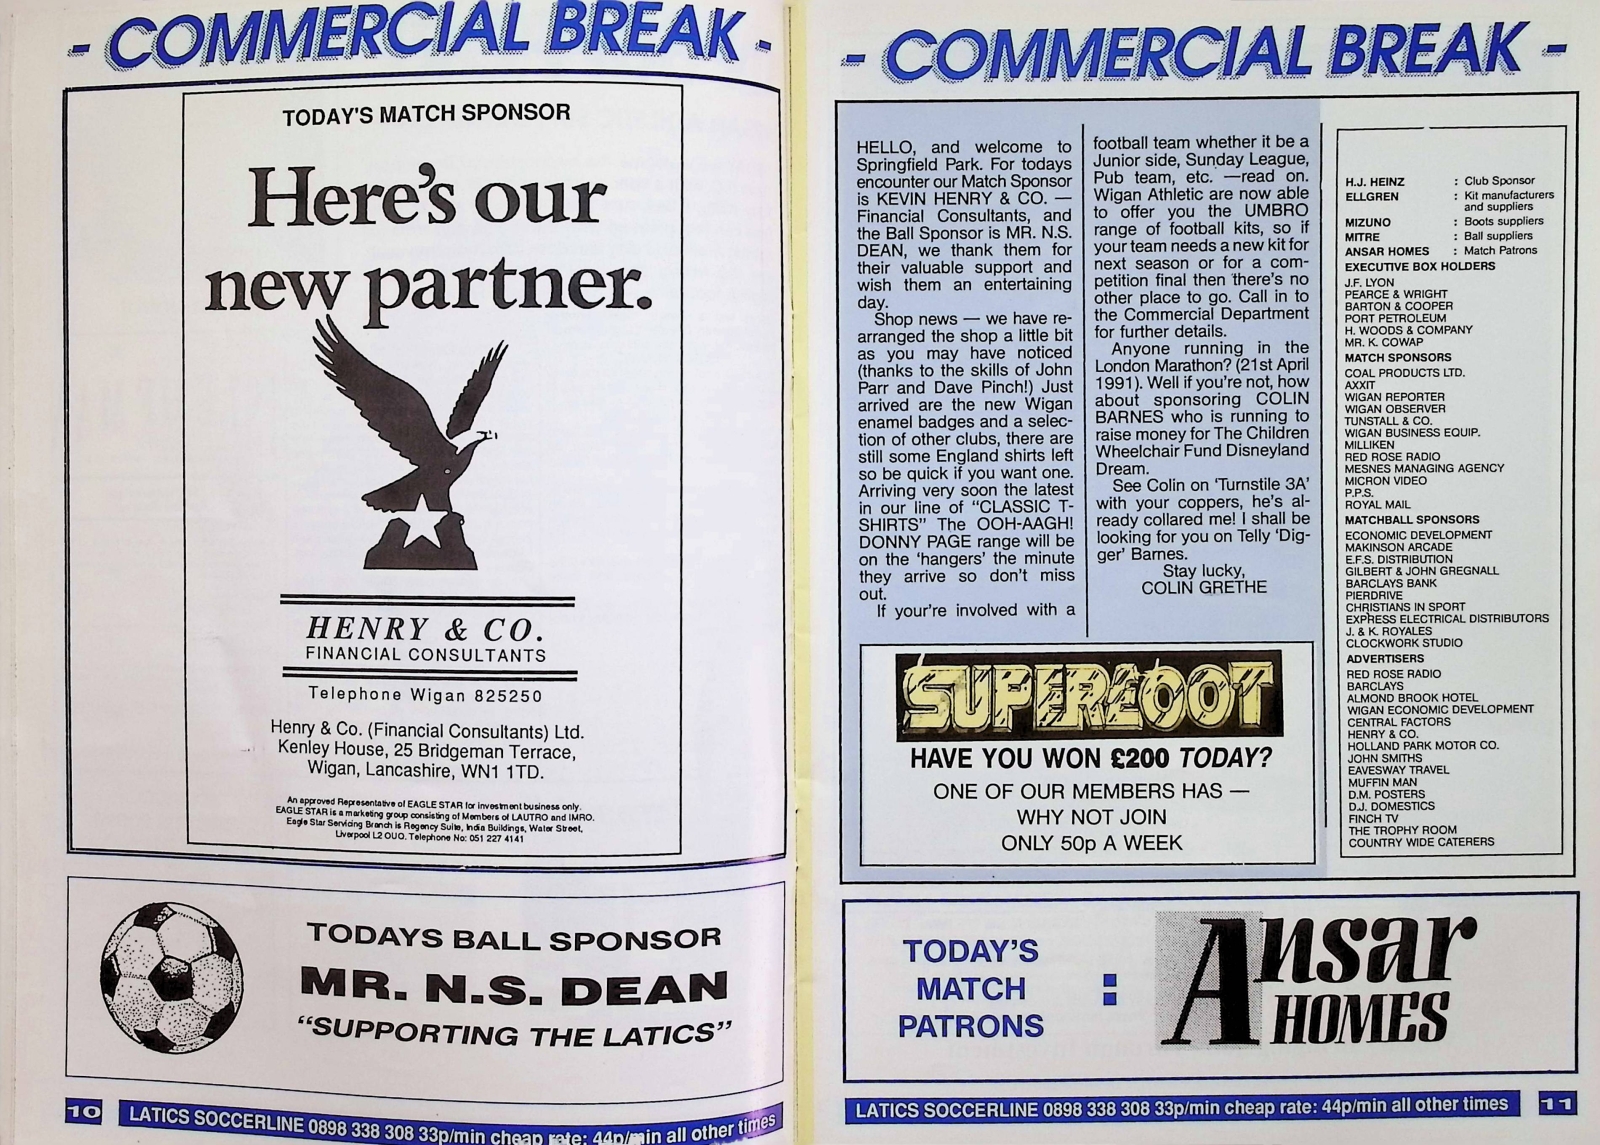 - COMMERCIAL BREAK -
TODAY'S MATCH SPONSOR
Here's our
new partner.
HENRY & CO.
FINANCIAL CONSULTANTS
Telephone Wigan 825250
Henry & Co. (Financial Consultants) Ltd.
Kenley House, 25 Bridgeman Terrace,
Wigan, Lancashire, WN1 1TD.
An approved Representative of EAGLE STAR for investment business only.
EAGLE STAR is a marketing group consisting of Members of LAUTRO and IMRO.
Eagle Star Servicing Branch is Regency Suite, India Buildings, Water Street,
Liverpool L2 0UO. Telephone No: 051 227 4141
TODAYS BALL SPONSOR
MR. N.S. DEAN
“SUPPORTING THE LATICS”
10 LATICS SOCCERLINE 0898 338 308 33p/min cheap rate: 44p/min all other times
- COMMERCIAL BREAK -
HELLO, and welcome to
Springfield Park. For todays
encounter our Match Sponsor
is KEVIN HENRY & CO. —
Financial Consultants, and
the Ball Sponsor is MR. N.S.
DEAN, we thank them for
their valuable support and
wish them an entertaining
day.
Shop news — we have re-
arranged the shop a little bit
as you may have noticed
(thanks to the skills of John
Parr and Dave Pinch!) Just
arrived are the new Wigan
enamel badges and a selec-
tion of other clubs, there are
still some England shirts left
so be quick if you want one.
Arriving very soon the latest
in our line of “CLASSIC T-
SHIRTS” The OOH-AAGH!
DONNY PAGE range will be
on the ‘hangers’ the minute
they arrive so don't miss
out.
If your're involved with a
football team whether it be a
Junior side, Sunday League,
Pub team, etc. —read on.
Wigan Athletic are now able
to offer you the UMBRO
range of football kits, so if
your team needs a new kit for
next season or for a com-
petition final then there's no
other place to go. Call in to
the Commercial Department
for further details.
Anyone running in the
London Marathon? (21st April
1991). Well if you're not, how
about sponsoring COLIN
BARNES who is running to
raise money for The Children
Wheelchair Fund Disneyland
Dream.
See Colin on ‘Turnstile 3A’
with your coppers, he's al-
ready collared me! I shall be
looking for you on Telly ‘Dig-
ger’ Barnes.
Stay lucky,
COLIN GRETHE
SUPERLOOT
HAVE YOU WON £200 TODAY?
ONE OF OUR MEMBERS HAS —
WHY NOT JOIN
ONLY 50p A WEEK
H.J. HEINZ : Club Sponsor
ELLGREN : Kit manufacturers
and suppliers
MIZUNO : Boots suppliers
MITRE : Ball suppliers
ANSAR HOMES : Match Patrons
EXECUTIVE BOX HOLDERS
J.F. LYON
PEARCE & WRIGHT
BARTON & COOPER
PORT PETROLEUM
H. WOODS & COMPANY
MR. K. COWAP
MATCH SPONSORS
COAL PRODUCTS LTD.
AXXIT
WIGAN REPORTER
WIGAN OBSERVER
TUNSTALL & CO.
WIGAN BUSINESS EQUIP.
MILLIKEN
RED ROSE RADIO
MESNES MANAGING AGENCY
MICRON VIDEO
P.P.S.
ROYAL MAIL
MATCHBALL SPONSORS
ECONOMIC DEVELOPMENT
MAKINSON ARCADE
E.F.S. DISTRIBUTION
GILBERT & JOHN GREGNALL
BARCLAYS BANK
PIERDRIVE
CHRISTIANS IN SPORT
EXPRESS ELECTRICAL DISTRIBUTORS
J. & K. ROYALES
CLOCKWORK STUDIO
ADVERTISERS
RED ROSE RADIO
BARCLAYS
ALMOND BROOK HOTEL
WIGAN ECONOMIC DEVELOPMENT
CENTRAL FACTORS
HENRY & CO.
HOLLAND PARK MOTOR CO.
JOHN SMITHS
EAVESWAY TRAVEL
MUFFIN MAN
D.M. POSTERS
D.J. DOMESTICS
FINCH TV
THE TROPHY ROOM
COUNTRY WIDE CATERERS
TODAY'S
MATCH
PATRONS
:
Ansar
HOMES
LATICS SOCCERLINE 0898 338 308 33p/min cheap rate: 44p/min all other times 11